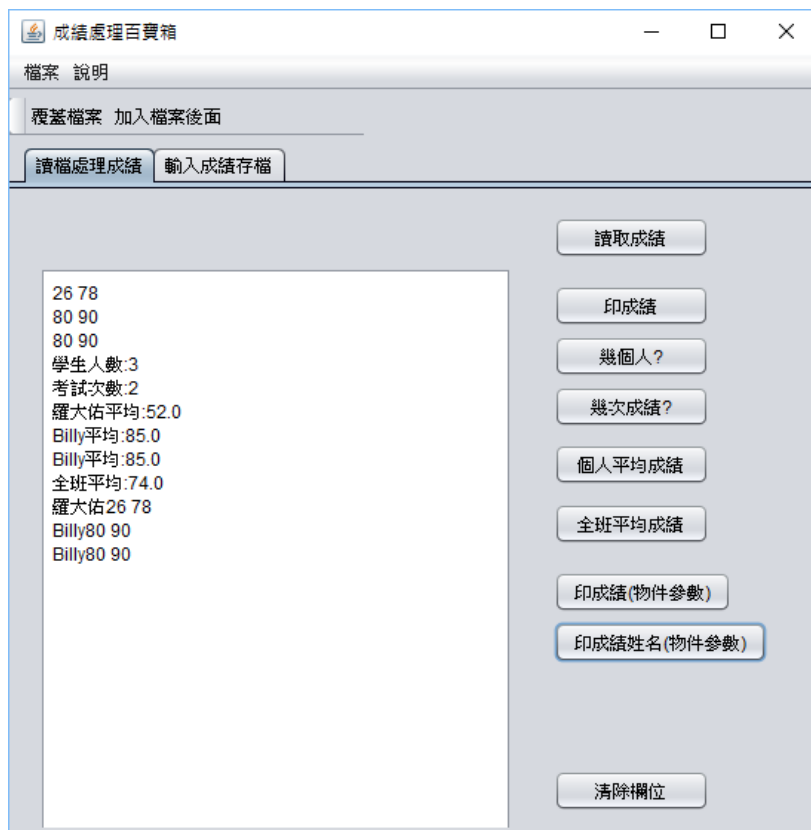 成績處理百寶箱
檔案 說明
覆蓋檔案 加入檔案後面
讀檔處理成績 輸入成績存檔
讀取成績
26 78
80 90
80 90
學生人數:3
考試次數:2
羅大佑平均:52.0
Billy平均:85.0
Billy平均:85.0
全班平均:74.0
羅大佑26 78
Billy80 90
Billy80 90
印成績
幾個人?
幾次成績?
個人平均成績
全班平均成績
印成績(物件參數)
印成績姓名(物件參數)
清除欄位